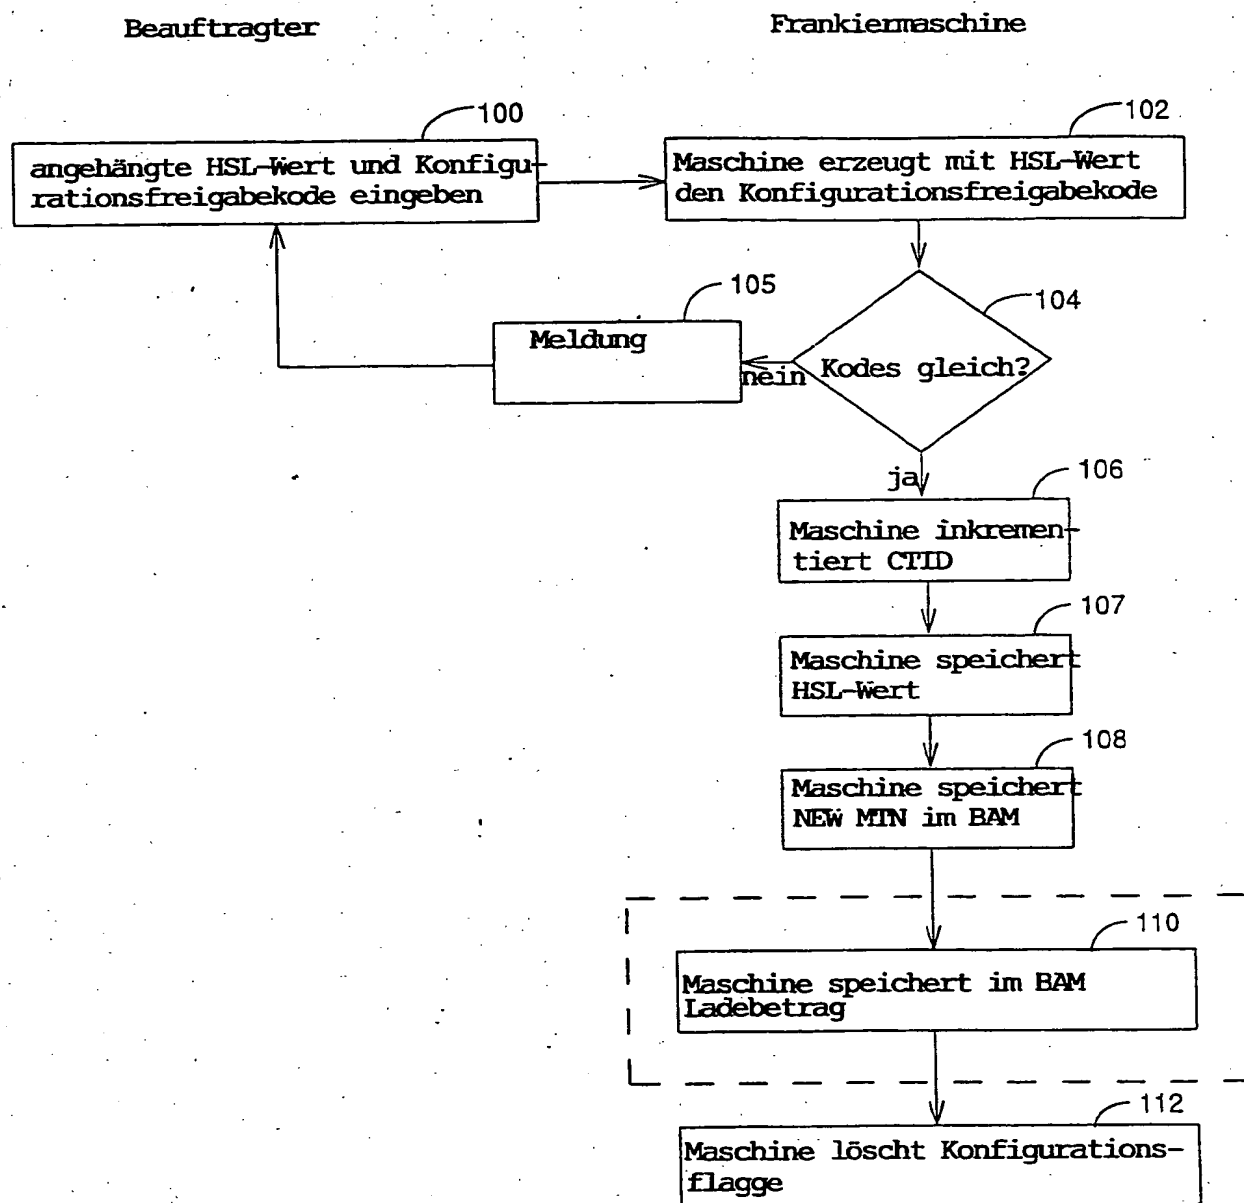 Beauftragter
Frankiermaschine
100
102
angehängte HSL-Wert und Konfigu-
rationsfreigabekode eingeben
Maschine erzeugt mit HSL-Wert
den Konfigurationsfreigabekode
105
104
Meldung
nein
Kodes gleich?
ja
106
Maschine inkremen-
tiert CTID
107
Maschine speichert
HSL-Wert
108
Maschine speichert
NEW MTN im BAM
110
Maschine speichert im BAM
Ladebetrag
112
Maschine löscht Konfigurations-
flagge